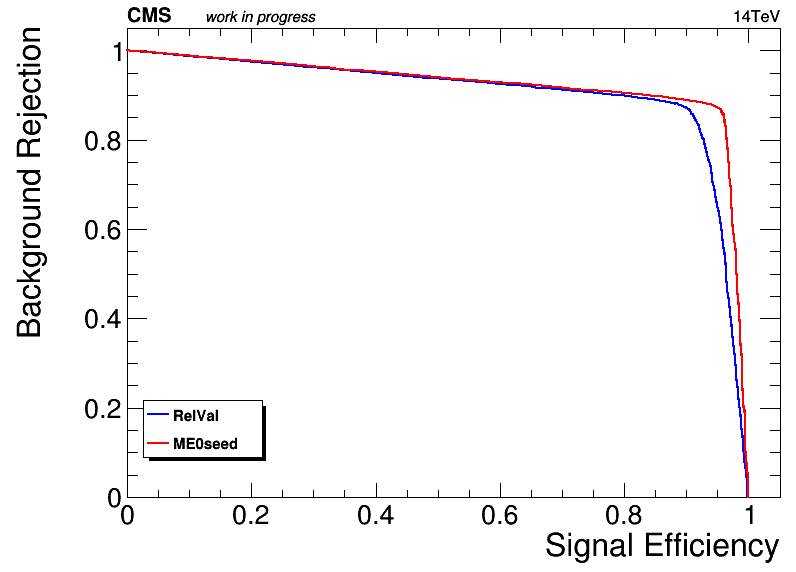 CMS work in progress 14TeV
Background Rejection
1
0.8
0.6
0.4
0.2
0
RelVal
ME0seed
0 0.2 0.4 0.6 0.8 1
Signal Efficiency